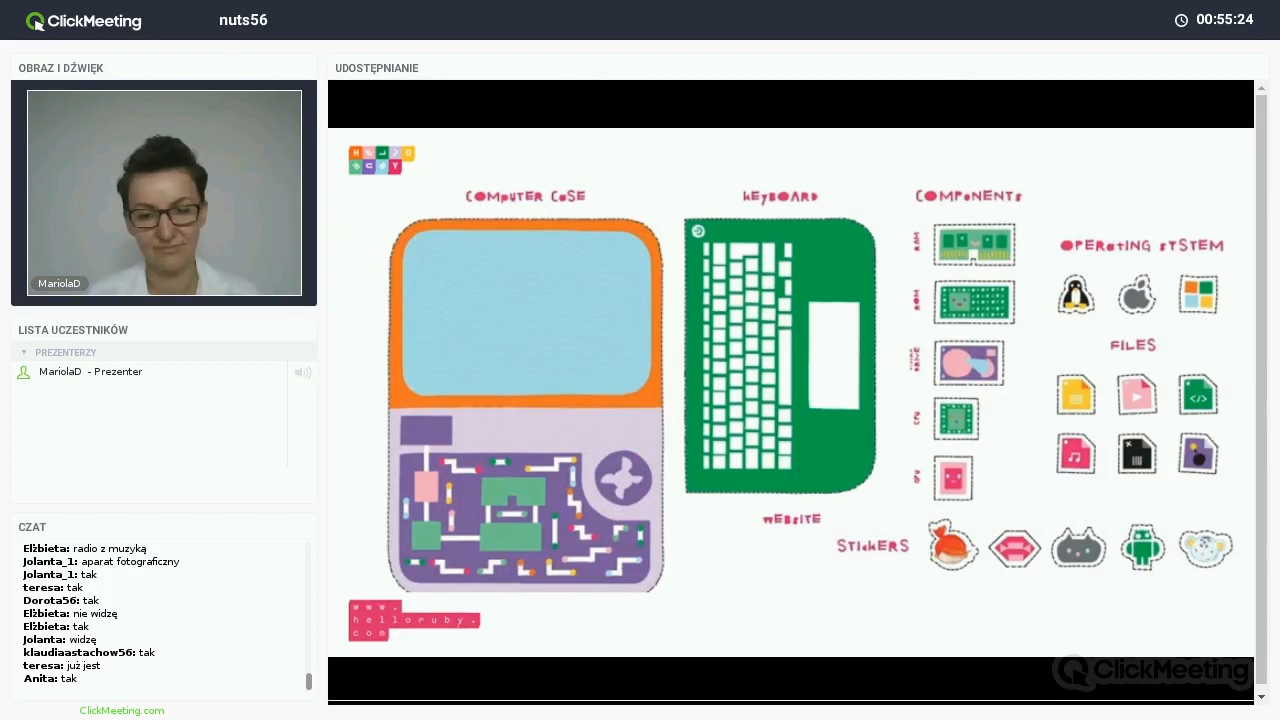 ClickMeeting
nuts56
00:55:24
OBRAZ I DŹWIĘK
UDOSTĘPNIANIE
MariolaD
LISTA UCZESTNIKÓW
PREZENTERZY
MariolaD - Prezenter
CZAT
Elżbieta: radio z muzyką
Jolanta_1: aparat fotograficzny
Jolanta_1: tak
teresa: tak
Dorota56: tak
Elżbieta: nie widzę
Elżbieta: tak
Jolanta: widzę
klaudiaastachow56: tak
teresa: już jest
Anita: tak
ClickMeeting.com
HELLO
RUBY
COMPUTER CASE
KEYBOARD
COMPONENTS
RAM
ROM
DRIVE
CPU
GPU
OPERATING SYSTEM
FILES
WEBSITE
STICKERS
www.
helloruby.
com
ClickMeeting